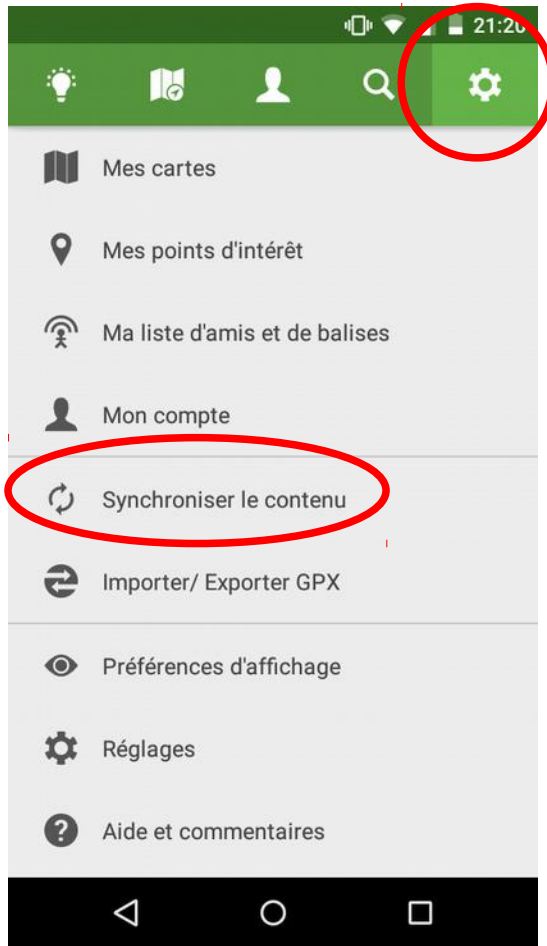 21:20
Mes cartes
Mes points d'intérêt
Ma liste d'amis et de balises
Mon compte
Synchroniser le contenu
Importer/ Exporter GPX
Préférences d'affichage
Réglages
Aide et commentaires